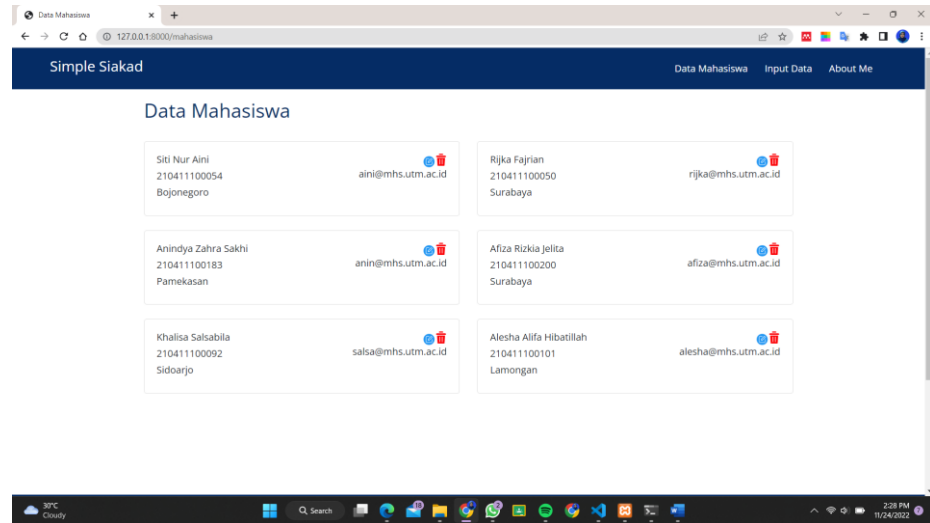 Data Mahasiswa
127.0.0.1:8000/mahasiswa
Simple Siakad
Data Mahasiswa Input Data About Me
Data Mahasiswa
Siti Nur Aini
210411100054
aini@mhs.utm.ac.id
Bojonegoro
Rijka Fajrian
210411100050
rijka@mhs.utm.ac.id
Surabaya
Anindya Zahra Sakhi
210411100183
anin@mhs.utm.ac.id
Pamekasan
Afiza Rizkia Jelita
210411100200
afiza@mhs.utm.ac.id
Surabaya
Khalisa Salsabila
210411100092
salsa@mhs.utm.ac.id
Sidoarjo
Alesha Alifa Hibatillah
210411100101
alesha@mhs.utm.ac.id
Lamongan
30°C
Cloudy
Search
2:28 PM
11/24/2022